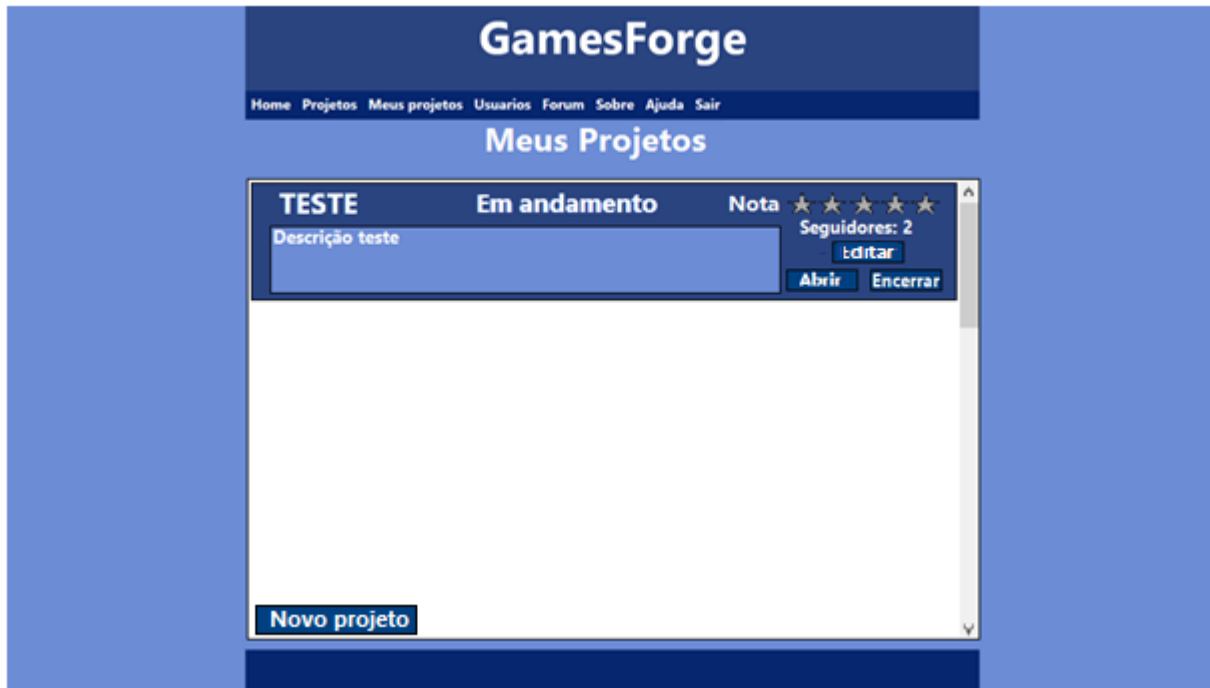 GamesForge
Home Projetos Meus projetos Usuarios Forum Sobre Ajuda Sair
Meus Projetos
TESTE Em andamento Nota
Seguidores: 2
Descrição teste
Editar
Abrir Encerrar
Novo projeto